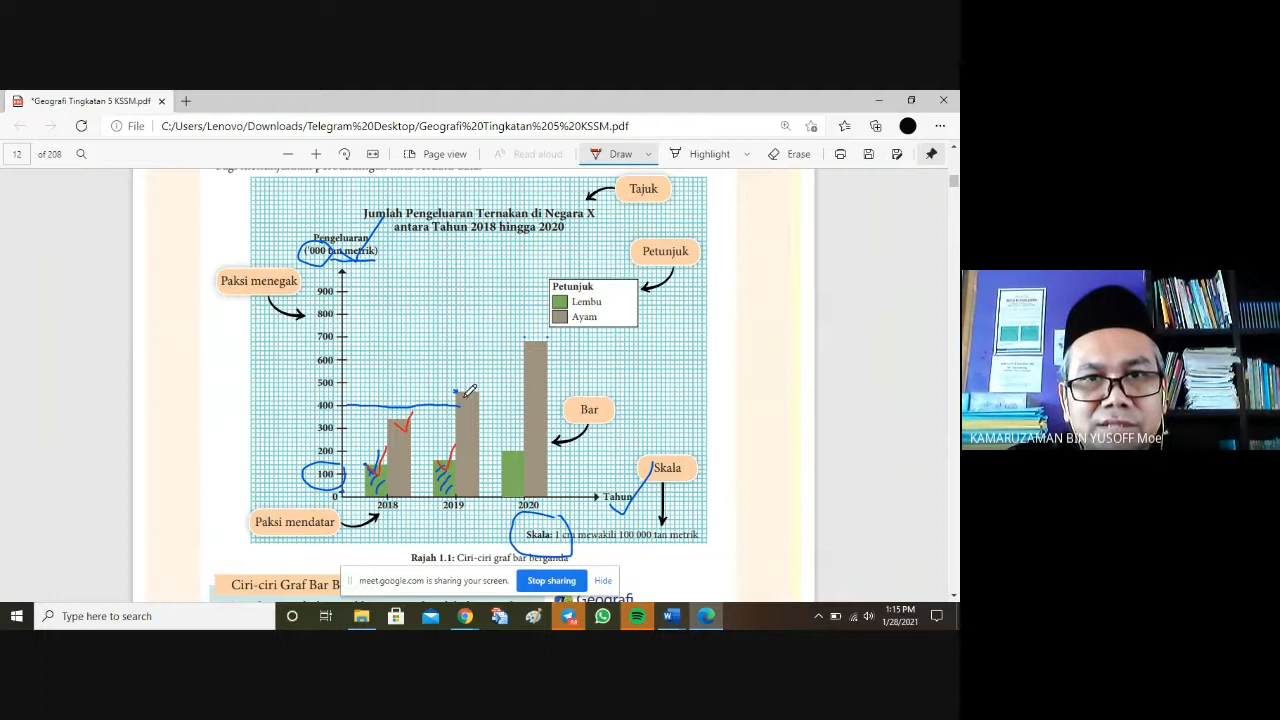 *Geografi Tingkatan 5 KSSM.pdf
File C:/Users/Lenovo/Downloads/Telegram%20Desktop/Geografi%20Tingkatan%205%20KSSM.pdf
12 of 208 Page view Read aloud Draw Highlight Erase
Tajuk
Jumlah Pengeluaran Ternakan di Negara X
antara Tahun 2018 hingga 2020
Pengeluaran
('000 tan metrik)
Petunjuk
Paksi menegak
Petunjuk
Lembu
Ayam
900
800
700
600
500
400
300
200
100
0
Bar
Skala
Tahun
2018 2019 2020
Paksi mendatar
Skala: 1 cm mewakili 100 000 tan metrik
Rajah 1.1: Ciri-ciri graf bar berganda
Ciri-ciri Graf Bar B
meet.google.com is sharing your screen. Stop sharing Hide
Geografi
Type here to search
1:15 PM
1/28/2021
KAMARUZAMAN BIN YUSOFF Moe